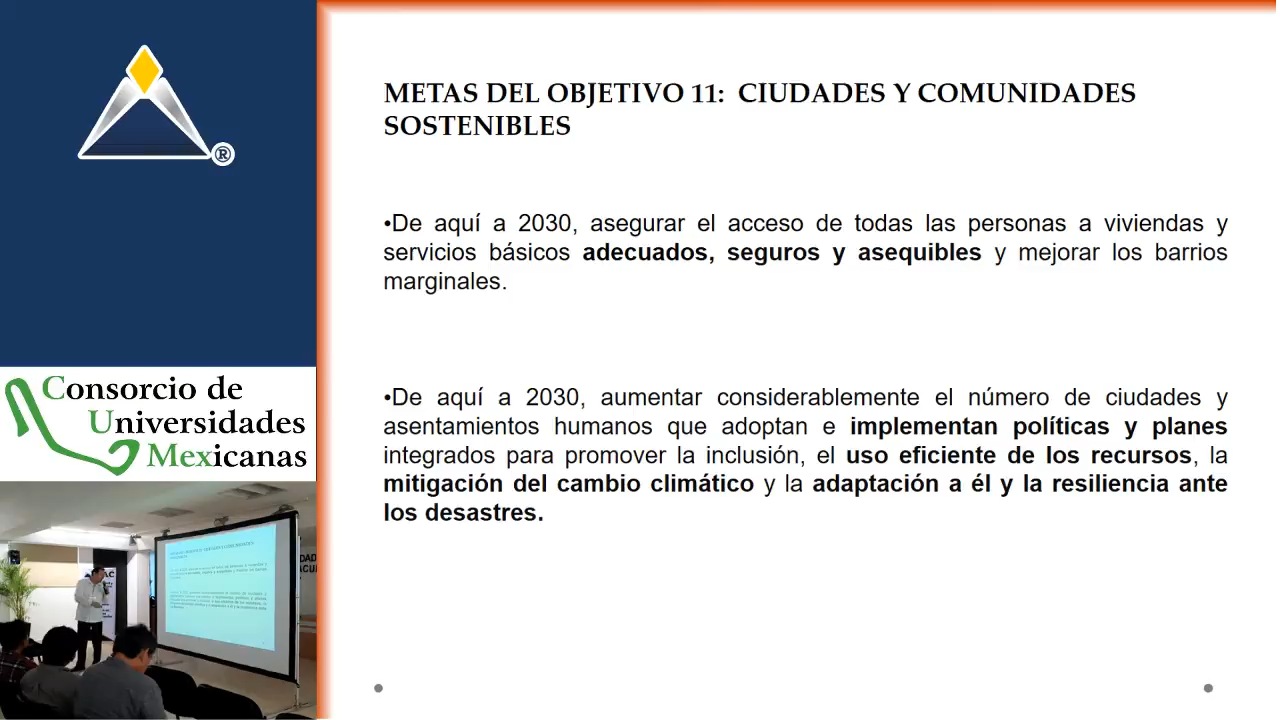 METAS DEL OBJETIVO 11: CIUDADES Y COMUNIDADES
SOSTENIBLES
•De aquí a 2030, asegurar el acceso de todas las personas a viviendas y
servicios básicos adecuados, seguros y asequibles y mejorar los barrios
marginales.
•De aquí a 2030, aumentar considerablemente el número de ciudades y
asentamientos humanos que adoptan e implementan políticas y planes
integrados para promover la inclusión, el uso eficiente de los recursos, la
mitigación del cambio climático y la adaptación a él y la resiliencia ante
los desastres.
®
Consorcio de
Universidades
Mexicanas